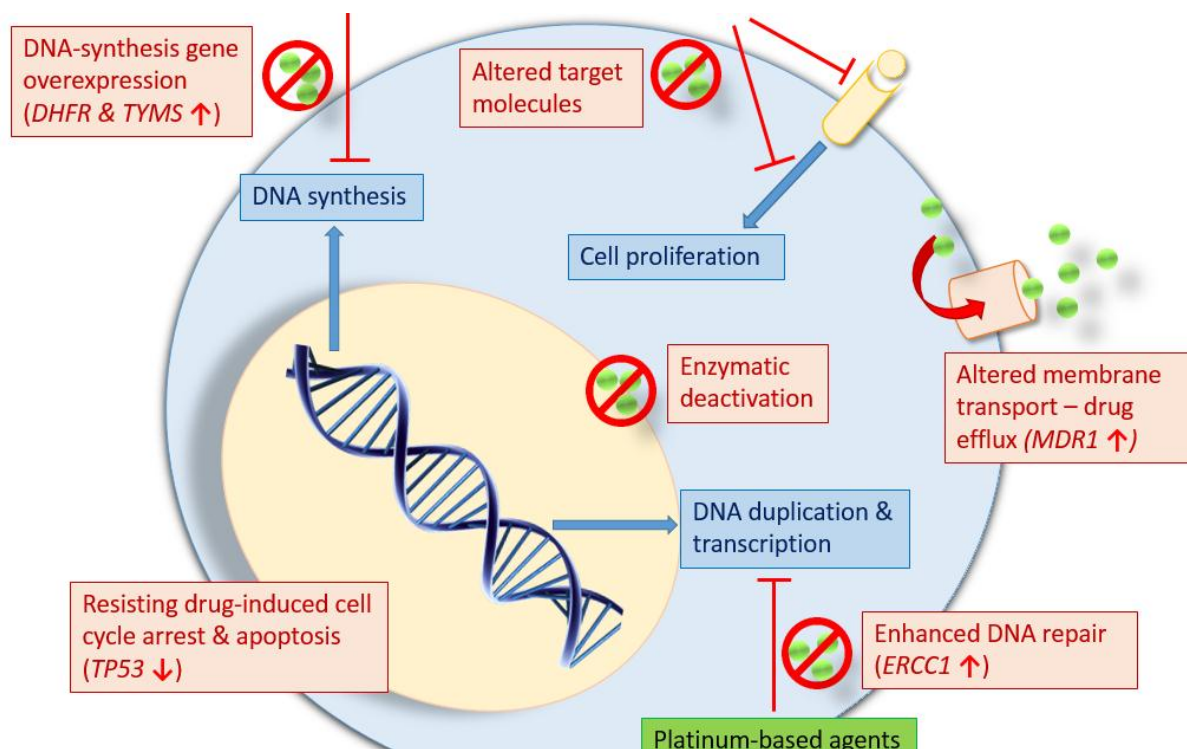 DNA-synthesis gene
overexpression
(DHFR & TYMS ↑)
Altered target
molecules
DNA synthesis
Cell proliferation
Enzymatic
deactivation
Altered membrane
transport – drug
efflux (MDR1 ↑)
DNA duplication &
transcription
Resisting drug-induced cell
cycle arrest & apoptosis
(TP53 ↓)
Enhanced DNA repair
(ERCC1 ↑)
Platinum-based agents